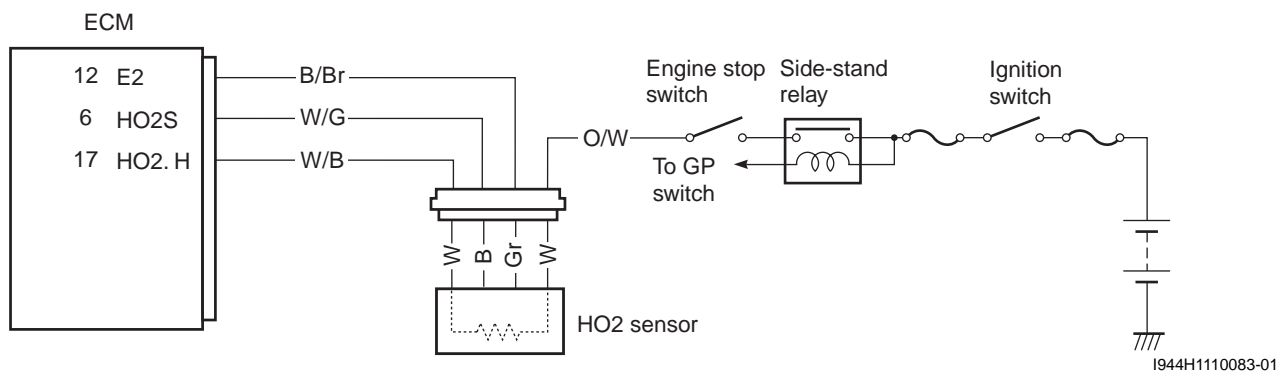 ECM
12 E2
B/Br
6 HO2S
W/G
17 HO2. H
W/B
O/W
Engine stop
switch
Side-stand
relay
Ignition
switch
To GP
switch
W
B
Gr
W
HO2 sensor
I944H1110083-01